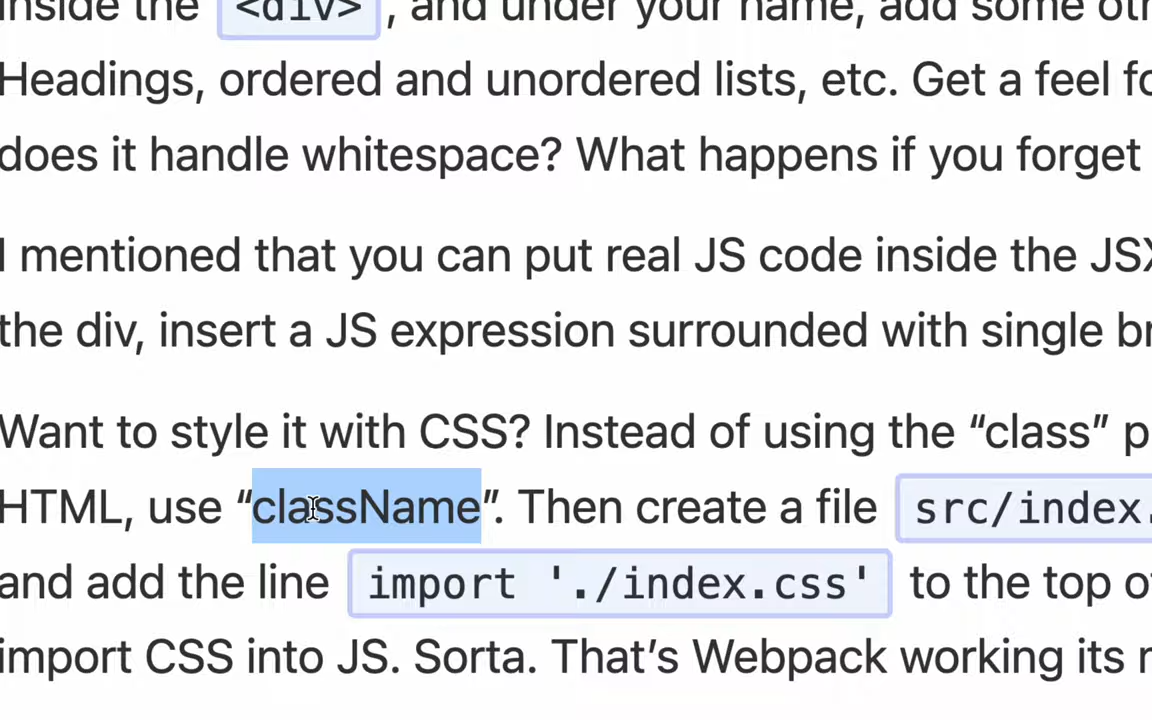 inside the <div>, and under your name, add some oth
Headings, ordered and unordered lists, etc. Get a feel fo
does it handle whitespace? What happens if you forget
I mentioned that you can put real JS code inside the JSX
the div, insert a JS expression surrounded with single br
Want to style it with CSS? Instead of using the “class” p
HTML, use “className”. Then create a file src/index.
and add the line import './index.css' to the top of
import CSS into JS. Sorta. That’s Webpack working its m